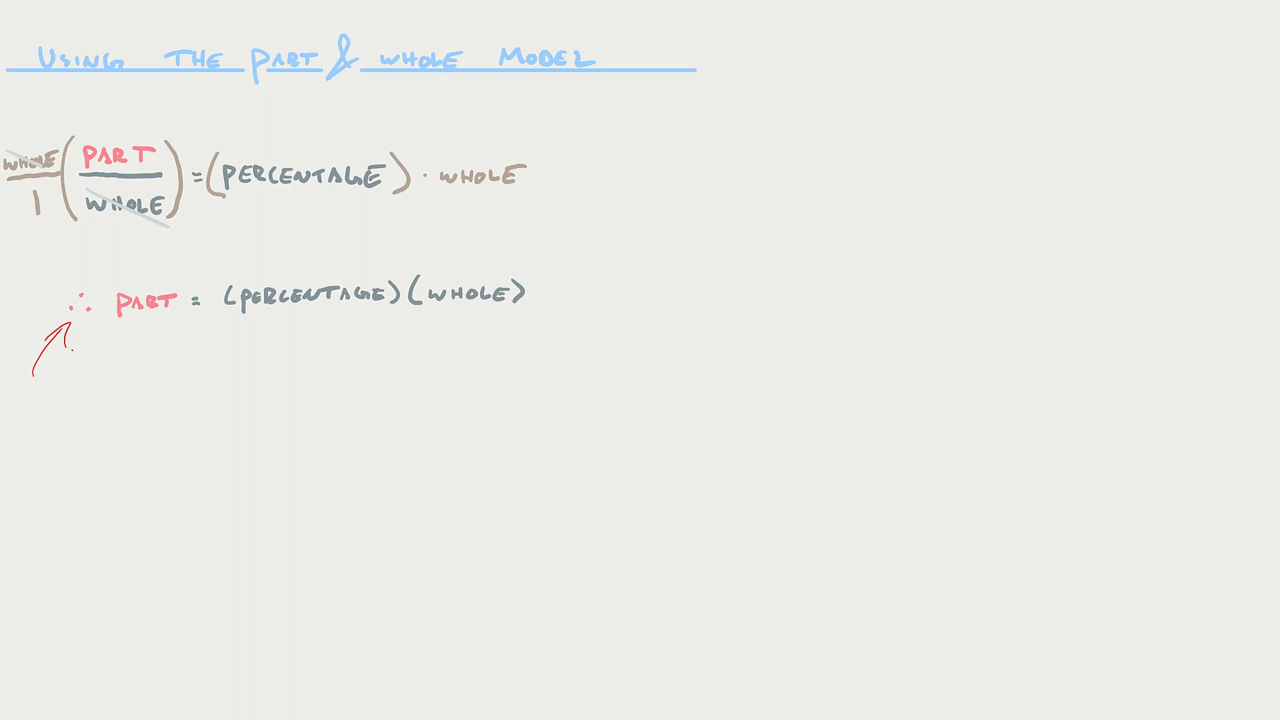 USING THE PART & WHOLE MODEL
WHOLE/1 (PART/WHOLE) = (PERCENTAGE) · WHOLE
∴ PART = (PERCENTAGE)(WHOLE)